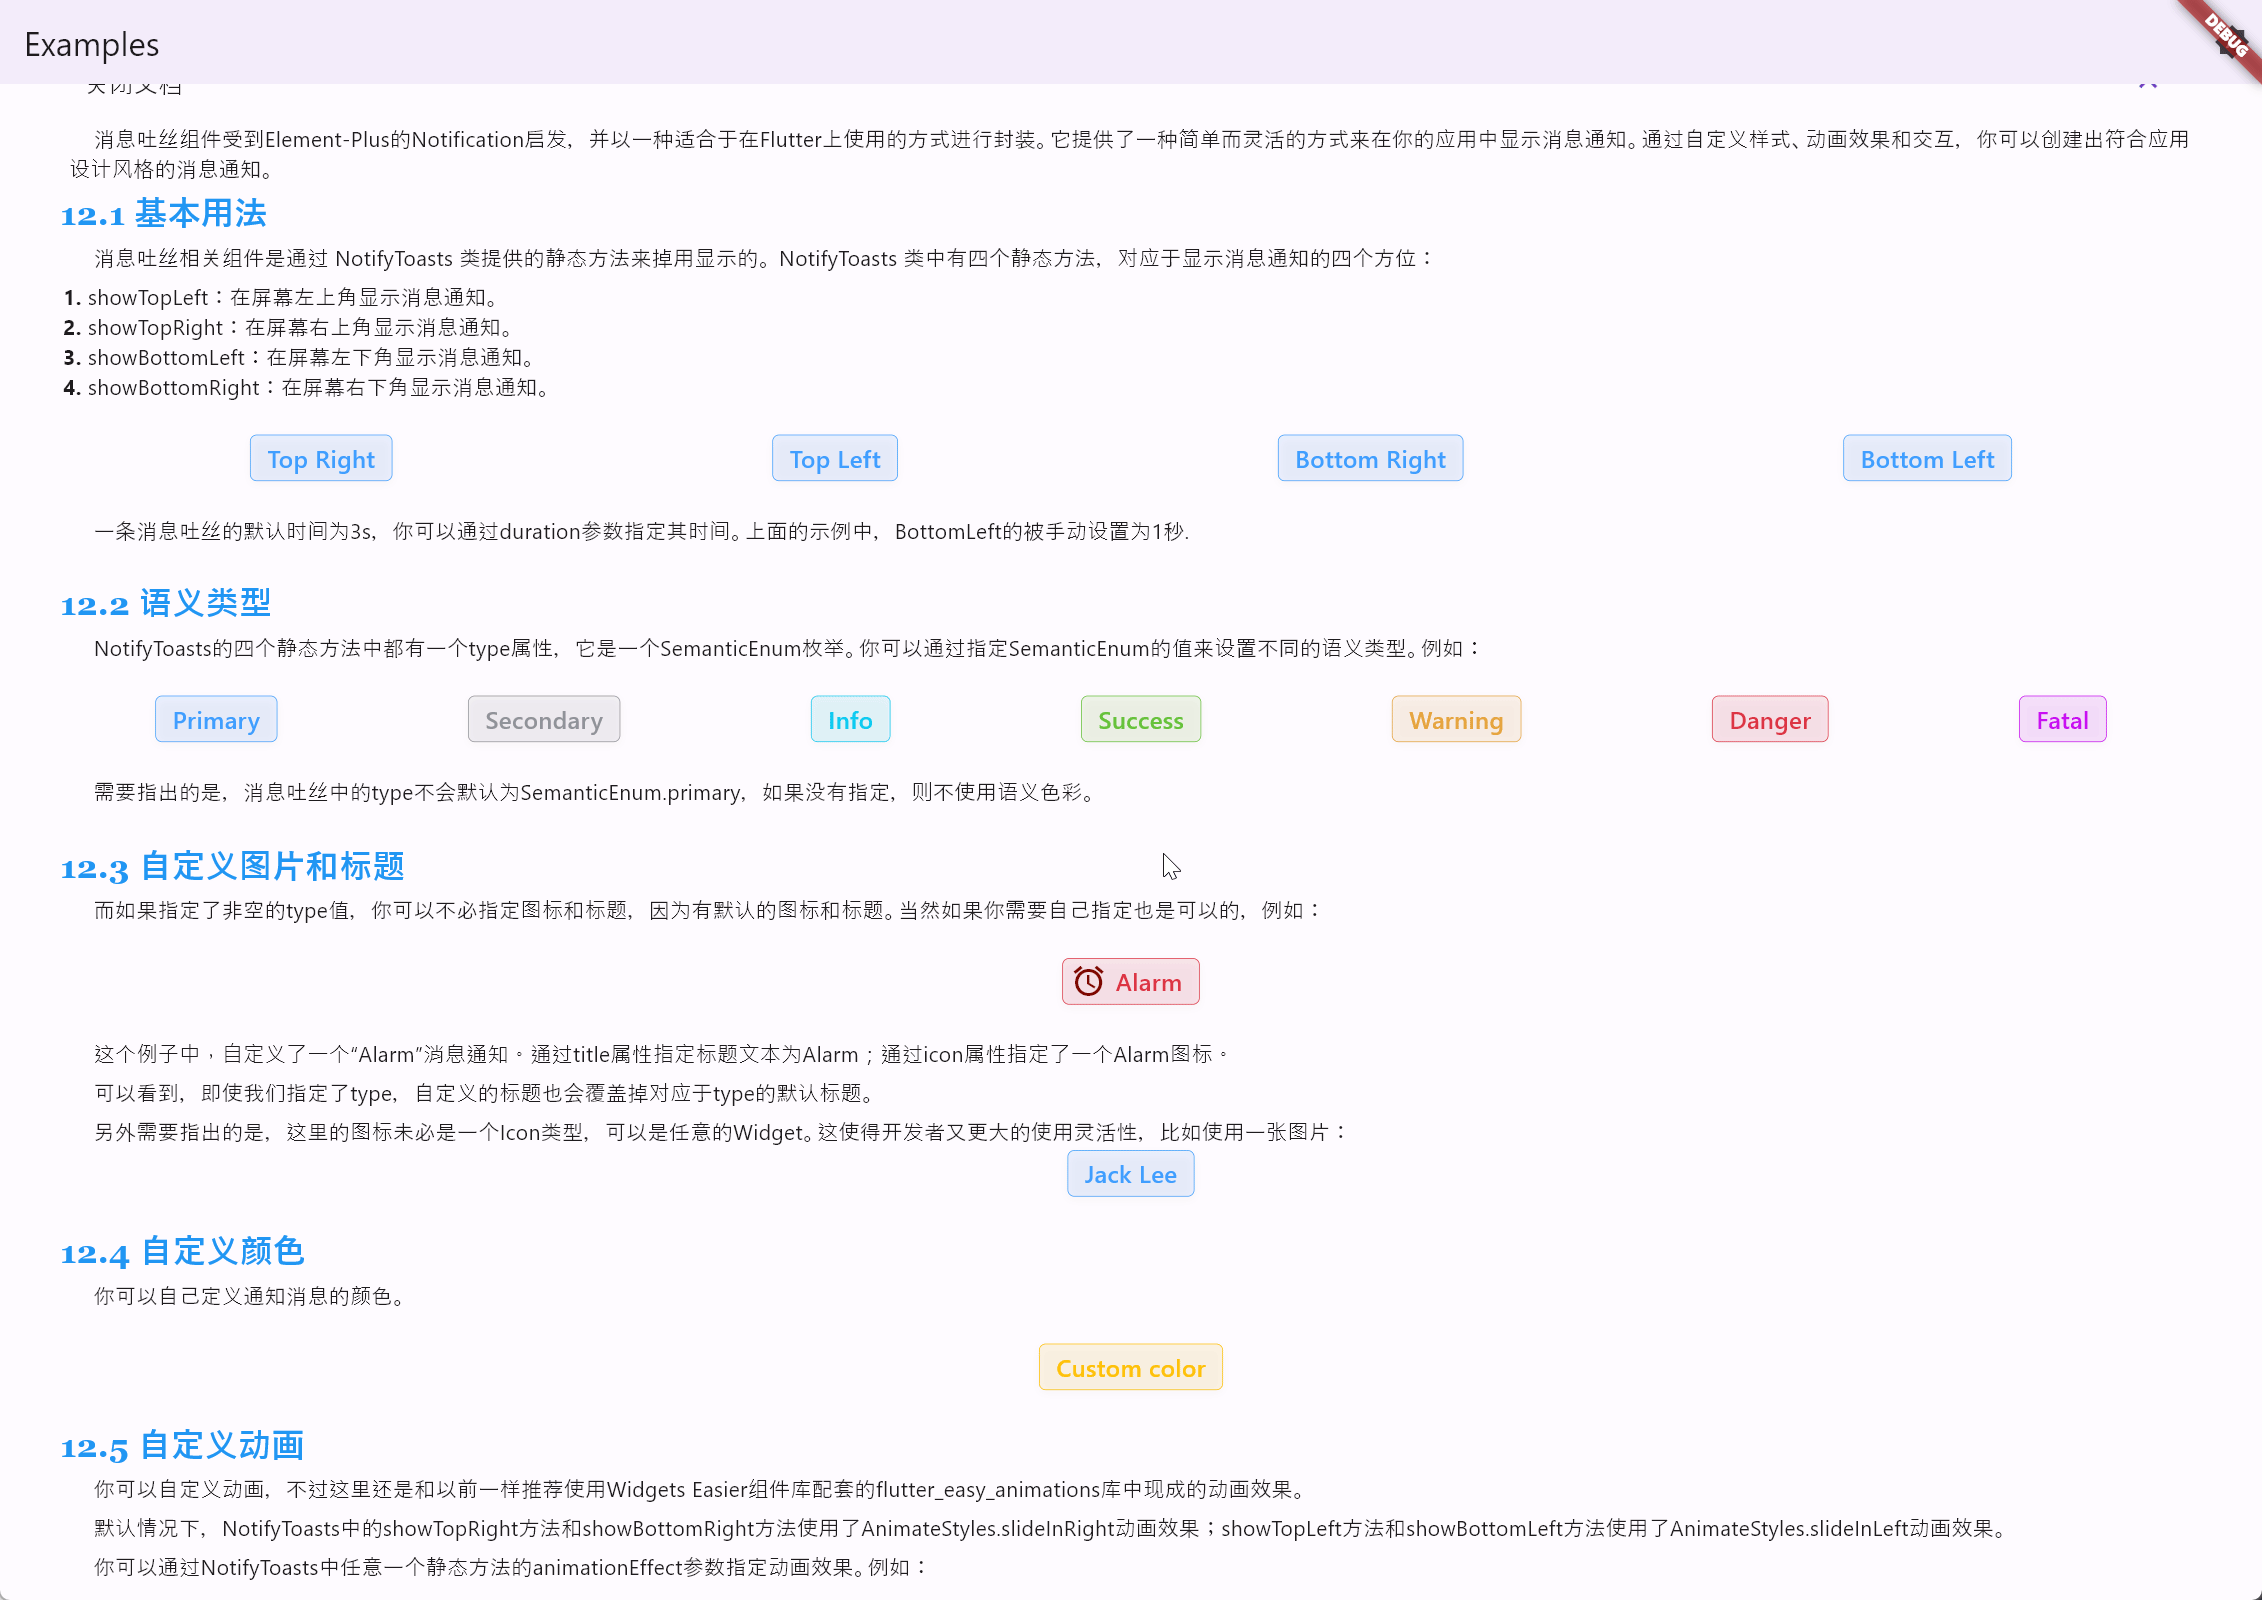 Examples
DEBUG
关闭文档
消息吐丝组件受到Element-Plus的Notification启发，并以一种适合于在Flutter上使用的方式进行封装。它提供了一种简单而灵活的方式来在你的应用中显示消息通知。通过自定义样式、动画效果和交互，你可以创建出符合应用
设计风格的消息通知。
12.1 基本用法
消息吐丝相关组件是通过 NotifyToasts 类提供的静态方法来掉用显示的。NotifyToasts 类中有四个静态方法，对应于显示消息通知的四个方位：
1. showTopLeft：在屏幕左上角显示消息通知。
2. showTopRight：在屏幕右上角显示消息通知。
3. showBottomLeft：在屏幕左下角显示消息通知。
4. showBottomRight：在屏幕右下角显示消息通知。
Top Right Top Left Bottom Right Bottom Left
一条消息吐丝的默认时间为3s，你可以通过duration参数指定其时间。上面的示例中，BottomLeft的被手动设置为1秒.
12.2 语义类型
NotifyToasts的四个静态方法中都有一个type属性，它是一个SemanticEnum枚举。你可以通过指定SemanticEnum的值来设置不同的语义类型。例如：
Primary Secondary Info Success Warning Danger Fatal
需要指出的是，消息吐丝中的type不会默认为SemanticEnum.primary，如果没有指定，则不使用语义色彩。
12.3 自定义图片和标题
而如果指定了非空的type值，你可以不必指定图标和标题，因为有默认的图标和标题。当然如果你需要自己指定也是可以的，例如：
Alarm
这个例子中，自定义了一个“Alarm”消息通知。通过title属性指定标题文本为Alarm；通过icon属性指定了一个Alarm图标。
可以看到，即使我们指定了type，自定义的标题也会覆盖掉对应于type的默认标题。
另外需要指出的是，这里的图标未必是一个Icon类型，可以是任意的Widget。这使得开发者又更大的使用灵活性，比如使用一张图片：
Jack Lee
12.4 自定义颜色
你可以自己定义通知消息的颜色。
Custom color
12.5 自定义动画
你可以自定义动画，不过这里还是和以前一样推荐使用Widgets Easier组件库配套的flutter_easy_animations库中现成的动画效果。
默认情况下，NotifyToasts中的showTopRight方法和showBottomRight方法使用了AnimateStyles.slideInRight动画效果；showTopLeft方法和showBottomLeft方法使用了AnimateStyles.slideInLeft动画效果。
你可以通过NotifyToasts中任意一个静态方法的animationEffect参数指定动画效果。例如：